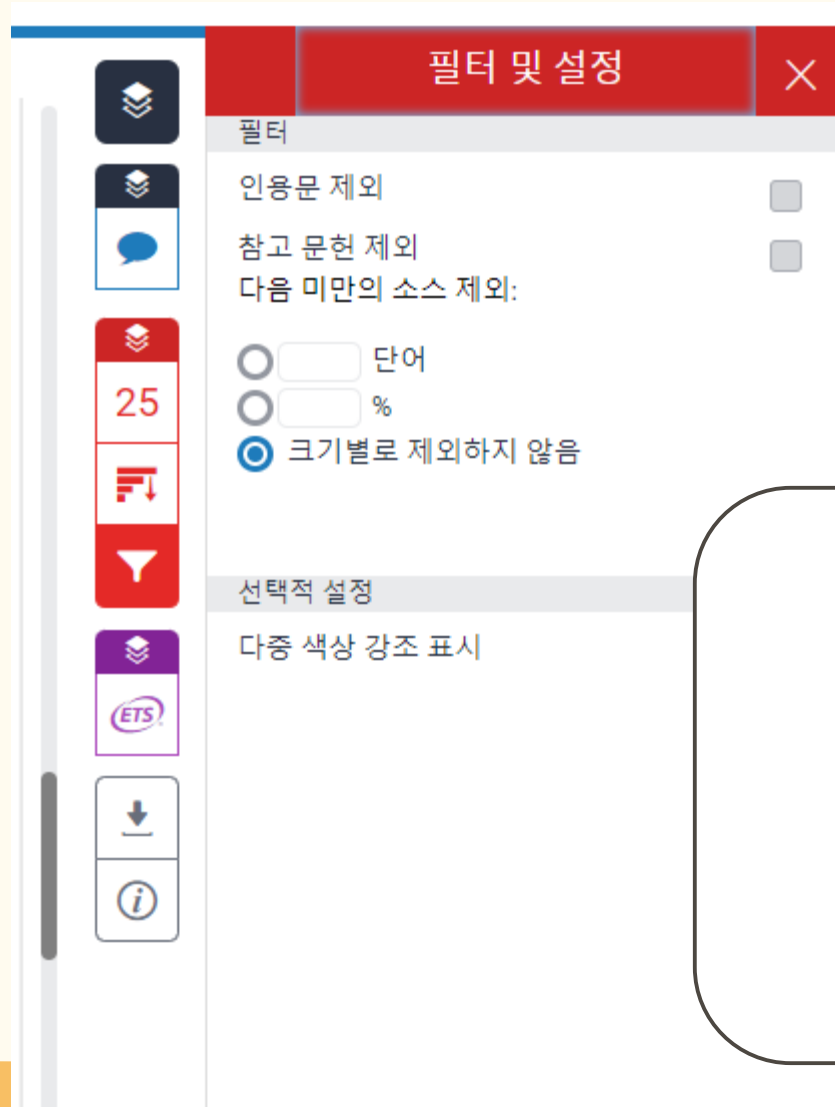 필터 및 설정
필터
인용문 제외
참고 문헌 제외
다음 미만의 소스 제외:
단어
25
%
크기별로 제외하지 않음
선택적 설정
다중 색상 강조 표시
ETS
i